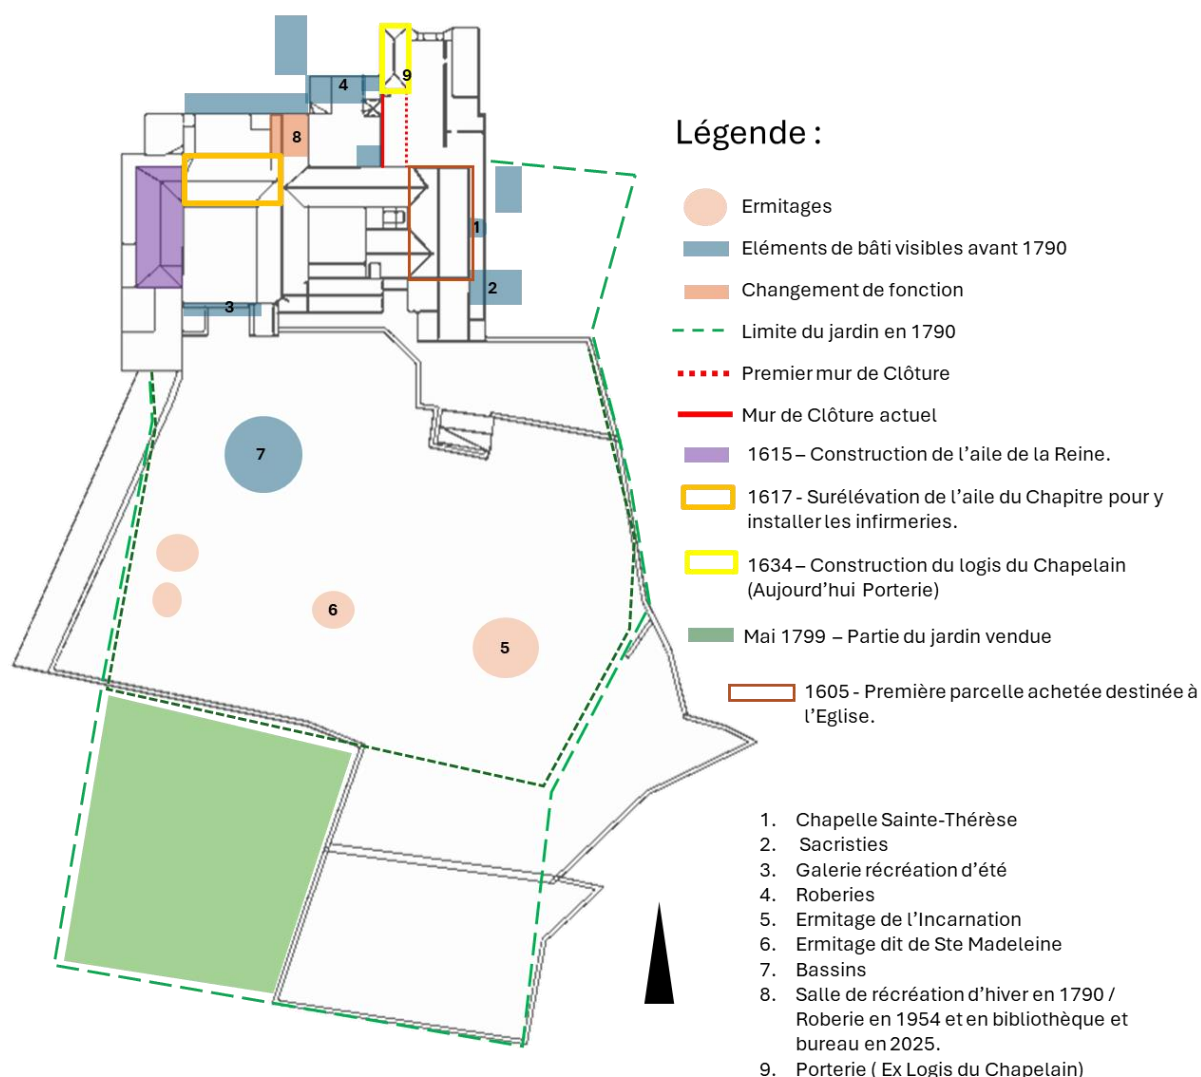 9
4
8
1
2
3
7
6
5
Légende :
Ermitages
Eléments de bâti visibles avant 1790
Changement de fonction
Limite du jardin en 1790
Premier mur de Clôture
Mur de Clôture actuel
1615 – Construction de l’aile de la Reine.
1617 - Surélévation de l’aile du Chapitre pour y
installer les infirmeries.
1634 – Construction du logis du Chapelain
(Aujourd’hui Porterie)
Mai 1799 – Partie du jardin vendue
1605 - Première parcelle achetée destinée à
l’Eglise.
1. Chapelle Sainte-Thérèse
2. Sacristies
3. Galerie récréation d’été
4. Roberies
5. Ermitage de l’Incarnation
6. Ermitage dit de Ste Madeleine
7. Bassins
8. Salle de récréation d’hiver en 1790 /
Roberie en 1954 et en bibliothèque et
bureau en 2025.
9. Porterie ( Ex Logis du Chapelain)